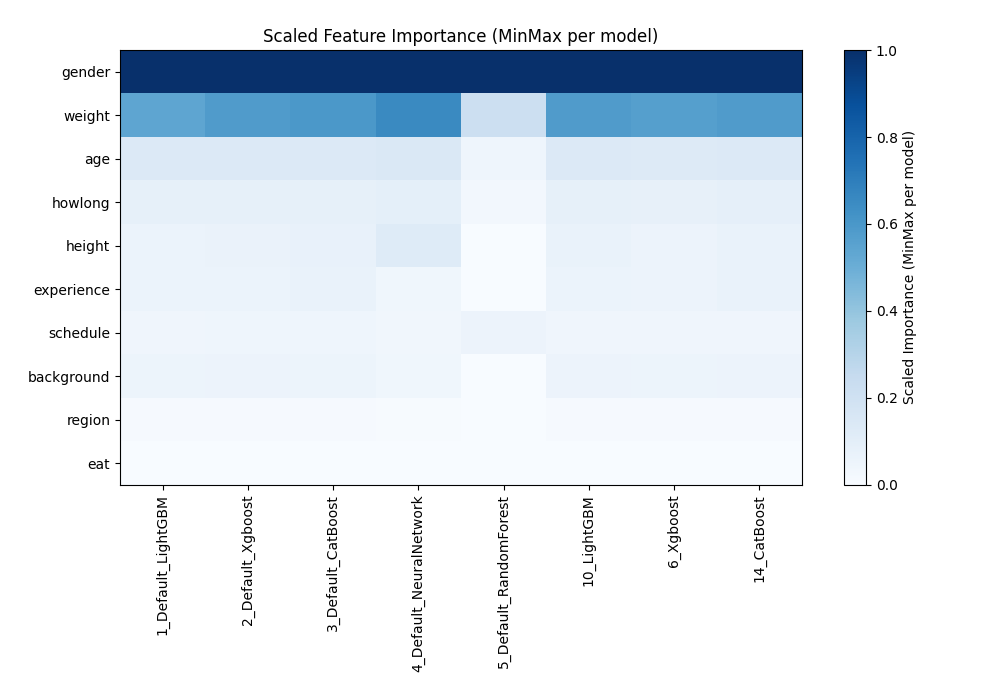 Scaled Feature Importance (MinMax per model)
gender
weight
age
howlong
height
experience
schedule
background
region
eat
1_Default_LightGBM
2_Default_Xgboost
3_Default_CatBoost
4_Default_NeuralNetwork
5_Default_RandomForest
10_LightGBM
6_Xgboost
14_CatBoost
1.0
0.8
0.6
0.4
0.2
0.0
Scaled Importance (MinMax per model)